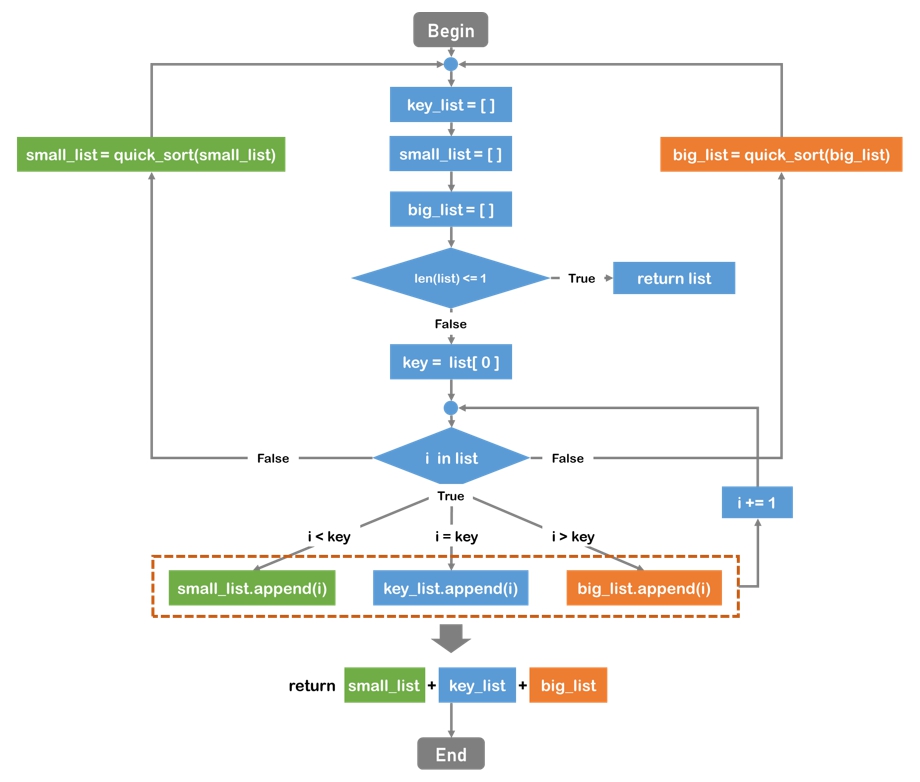 Begin
key_list = [ ]
small_list = quick_sort(small_list)
small_list = [ ]
big_list = quick_sort(big_list)
big_list = [ ]
len(list) <= 1
True
return list
False
key = list[ 0 ]
False
i in list
False
True
i += 1
i < key
i = key
i > key
small_list.append(i)
key_list.append(i)
big_list.append(i)
return small_list + key_list + big_list
End